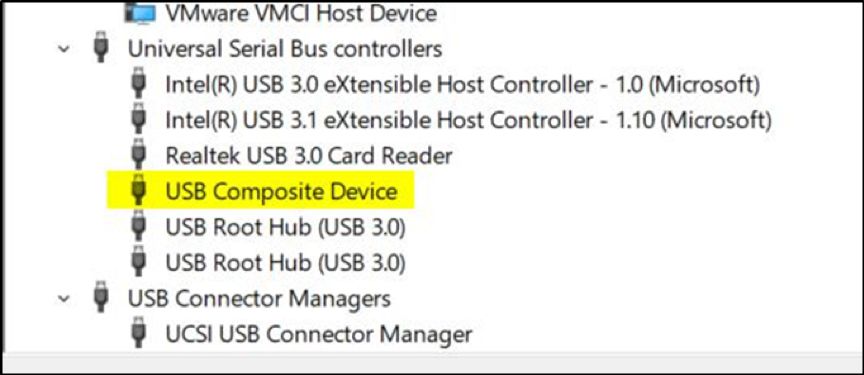 VMware VMCI Host Device
Universal Serial Bus controllers
Intel(R) USB 3.0 eXtensible Host Controller - 1.0 (Microsoft)
Intel(R) USB 3.1 eXtensible Host Controller - 1.10 (Microsoft)
Realtek USB 3.0 Card Reader
USB Composite Device
USB Root Hub (USB 3.0)
USB Root Hub (USB 3.0)
USB Connector Managers
UCSI USB Connector Manager